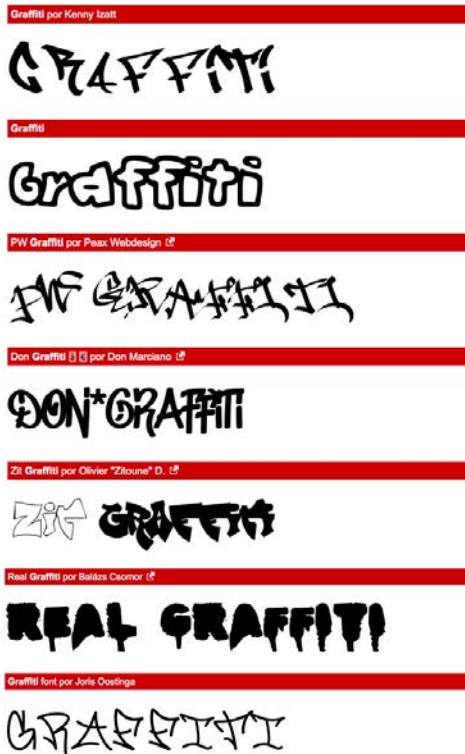 Graffiti por Kenny Izatt
GRAFFITI
Graffiti
Graffiti
PW Graffiti por Peax Webdesign
PW GRAFFITI
Don Graffiti por Don Marciano
DON*GRAFFITI
Zit Graffiti por Olivier "Zitoune" D.
Zit GRAFFITI
Real Graffiti por Balázs Csomor
REAL GRAFFITI
Graffiti font por Joris Oostinga
GRAFFITI